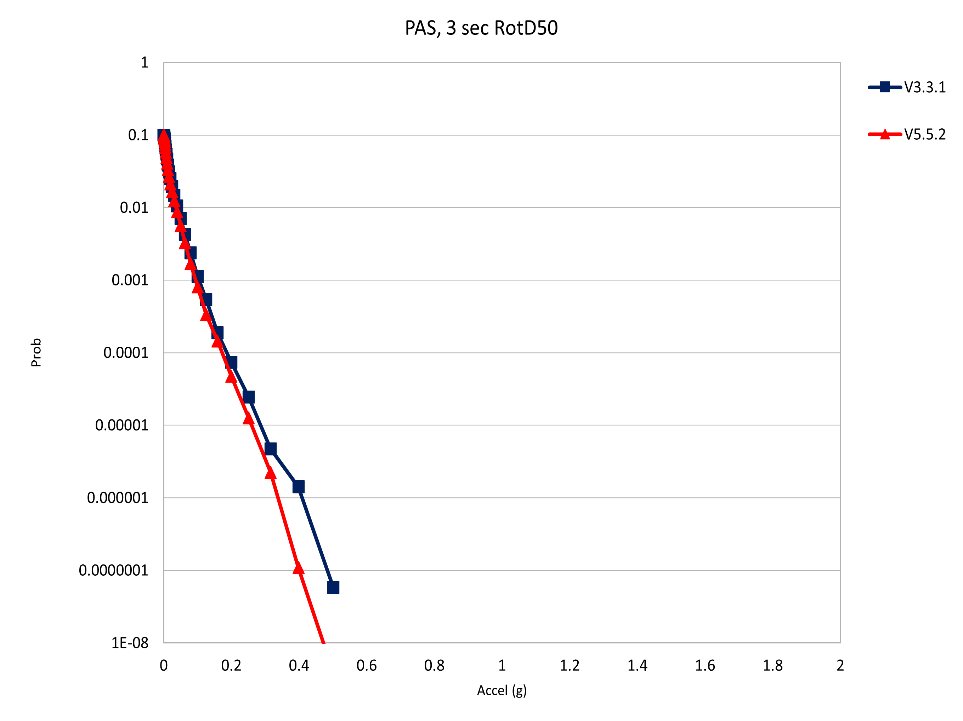 PAS, 3 sec RotD50
1
0.1
0.01
0.001
0.0001
0.00001
0.000001
0.0000001
1E-08
Prob
0 0.2 0.4 0.6 0.8 1 1.2 1.4 1.6 1.8 2
Accel (g)
V3.3.1
V5.5.2